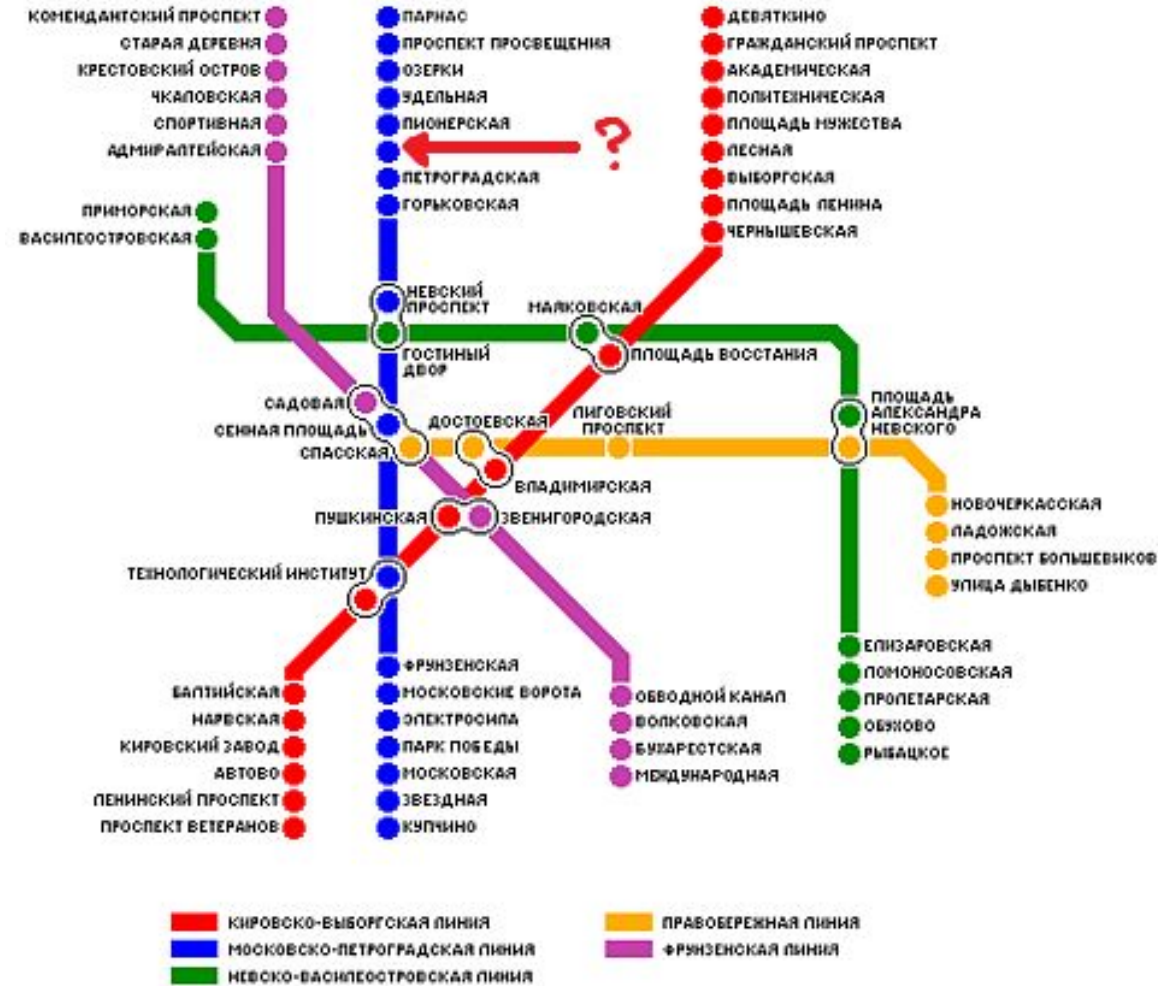 КОМЕНДАНТСКИЙ ПРОСПЕКТ
СТАРАЯ ДЕРЕВНЯ
КРЕСТОВСКИЙ ОСТРОВ
ЧКАЛОВСКАЯ
СПОРТИВНАЯ
АДМИРАЛТЕЙСКАЯ
ПАРНАС
ПРОСПЕКТ ПРОСВЕЩЕНИЯ
ОЗЕРКИ
УДЕЛЬНАЯ
ПИОНЕРСКАЯ
?
ПЕТРОГРАДСКАЯ
ГОРЬКОВСКАЯ
ДЕВЯТКИНО
ГРАЖДАНСКИЙ ПРОСПЕКТ
АКАДЕМИЧЕСКАЯ
ПОЛИТЕХНИЧЕСКАЯ
ПЛОЩАДЬ МУЖЕСТВА
ЛЕСНАЯ
ВЫБОРГСКАЯ
ПЛОЩАДЬ ЛЕНИНА
ЧЕРНЫШЕВСКАЯ
ПРИМОРСКАЯ
ВАСИЛЕОСТРОВСКАЯ
НЕВСКИЙ
ПРОСПЕКТ
МАЯКОВСКАЯ
ГОСТИНЫЙ
ДВОР
ПЛОЩАДЬ ВОССТАНИЯ
САДОВАЯ
СЕННАЯ ПЛОЩАДЬ
СПАССКАЯ
ДОСТОЕВСКАЯ
ЛИГОВСКИЙ
ПРОСПЕКТ
ПЛОЩАДЬ
АЛЕКСАНДРА
НЕВСКОГО
ВЛАДИМИРСКАЯ
ПУШКИНСКАЯ
ЗВЕНИГОРОДСКАЯ
НОВОЧЕРКАССКАЯ
ЛАДОЖСКАЯ
ПРОСПЕКТ БОЛЬШЕВИКОВ
УЛИЦА ДЫБЕНКО
ТЕХНОЛОГИЧЕСКИЙ ИНСТИТУТ
БАЛТИЙСКАЯ
НАРВСКАЯ
КИРОВСКИЙ ЗАВОД
АВТОВО
ЛЕНИНСКИЙ ПРОСПЕКТ
ПРОСПЕКТ ВЕТЕРАНОВ
ФРУНЗЕНСКАЯ
МОСКОВСКИЕ ВОРОТА
ЭЛЕКТРОСИЛА
ПАРК ПОБЕДЫ
МОСКОВСКАЯ
ЗВЕЗДНАЯ
КУПЧИНО
ОБВОДНОЙ КАНАЛ
ВОЛКОВСКАЯ
БУХАРЕСТСКАЯ
МЕЖДУНАРОДНАЯ
ЕЛИЗАРОВСКАЯ
ЛОМОНОСОВСКАЯ
ПРОЛЕТАРСКАЯ
ОБУХОВО
РЫБАЦКОЕ
КИРОВСКО-ВЫБОРГСКАЯ ЛИНИЯ
МОСКОВСКО-ПЕТРОГРАДСКАЯ ЛИНИЯ
НЕВСКО-ВАСИЛЕОСТРОВСКАЯ ЛИНИЯ
ПРАВОБЕРЕЖНАЯ ЛИНИЯ
ФРУНЗЕНСКАЯ ЛИНИЯ